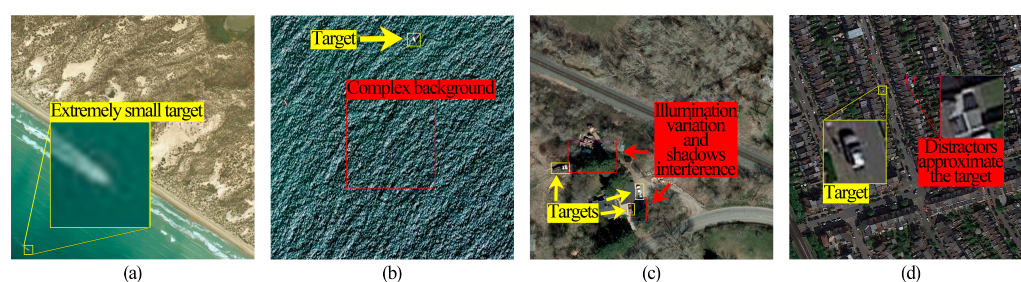 Extremely small target
(a)
Target
Complex background
(b)
Illumination
variation
and
shadows
interference
Targets
(c)
Target
Distractors
approximate
the target
(d)